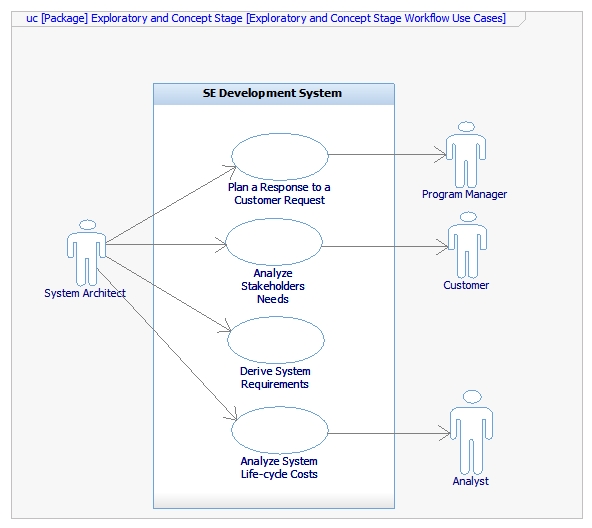 uc [Package] Exploratory and Concept Stage [Exploratory and Concept Stage Workflow Use Cases]
SE Development System
Plan a Response to a
Customer Request
Program Manager
System Architect
Analyze
Stakeholders
Needs
Customer
Derive System
Requirements
Analyze System
Life-cycle Costs
Analyst